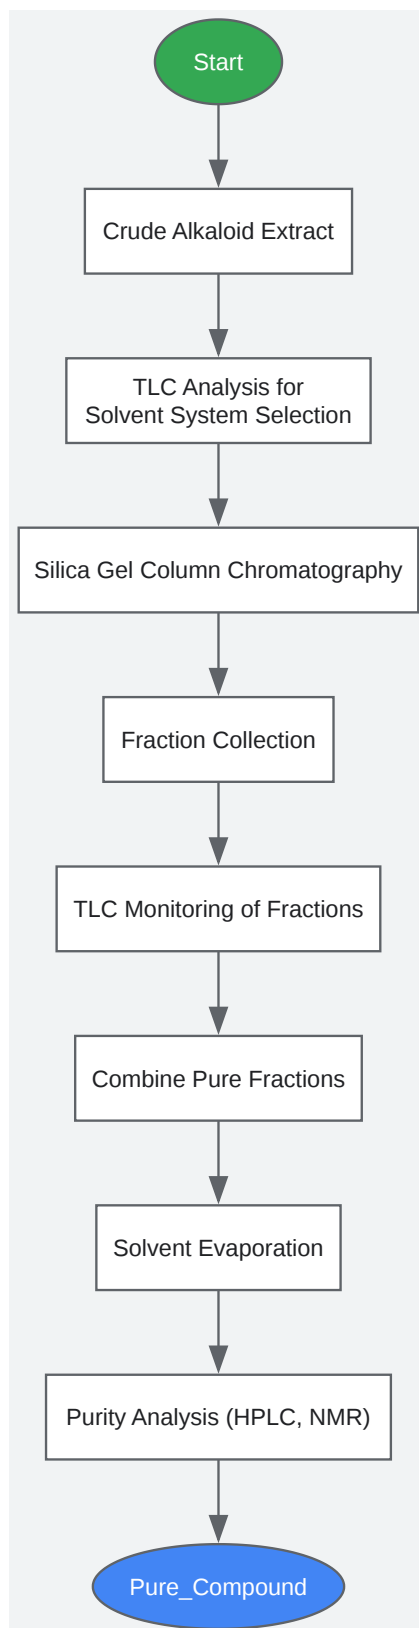 Start
Crude Alkaloid Extract
TLC Analysis for
Solvent System Selection
Silica Gel Column Chromatography
Fraction Collection
TLC Monitoring of Fractions
Combine Pure Fractions
Solvent Evaporation
Purity Analysis (HPLC, NMR)
Pure_Compound